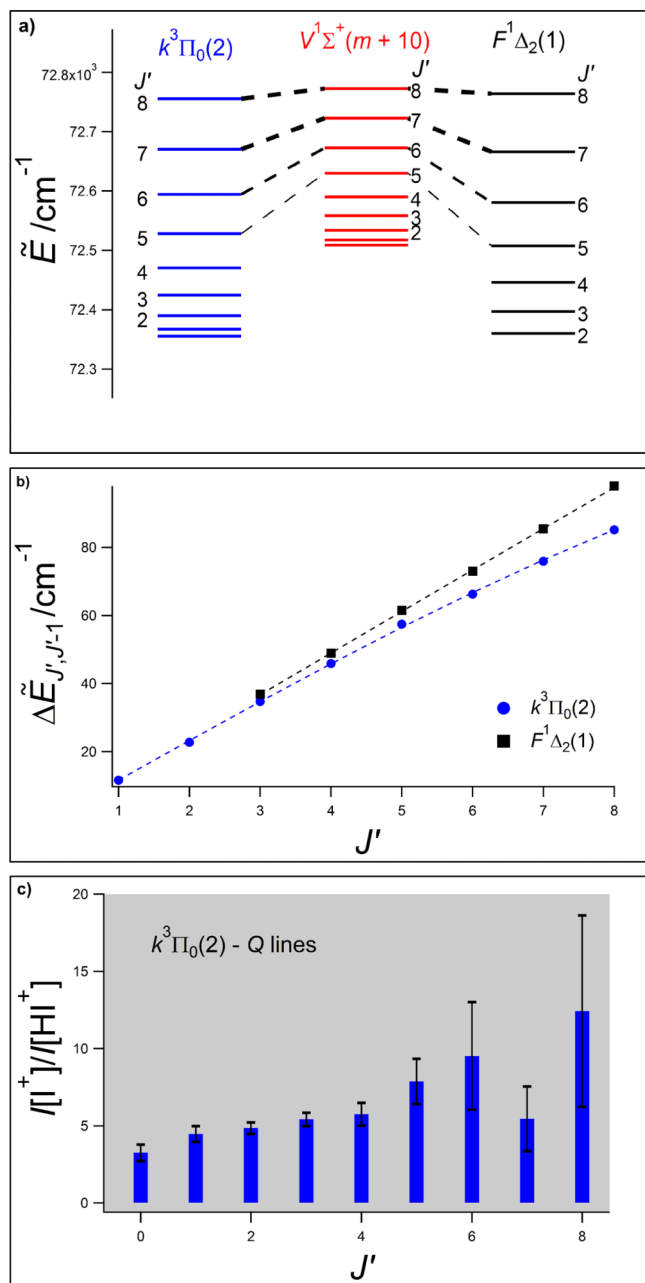 a)
k³Π₀(2)
V¹Σ⁺(m + 10)
F¹Δ₂(1)
72.8x10³
72.7
72.6
72.5
72.4
72.3
Ẽ /cm⁻¹
J'
8
7
6
5
4
3
2
J'
8
7
6
5
4
3
2
J'
8
7
6
5
4
3
2
b)
80
60
40
20
ΔẼ_J',J'-1 /cm⁻¹
k³Π₀(2)
F¹Δ₂(1)
1 2 3 4 5 6 7 8
J'
c)
k³Π₀(2) - Q lines
20
15
10
5
0
I[I⁺]/I[HI⁺]
0 2 4 6 8
J'